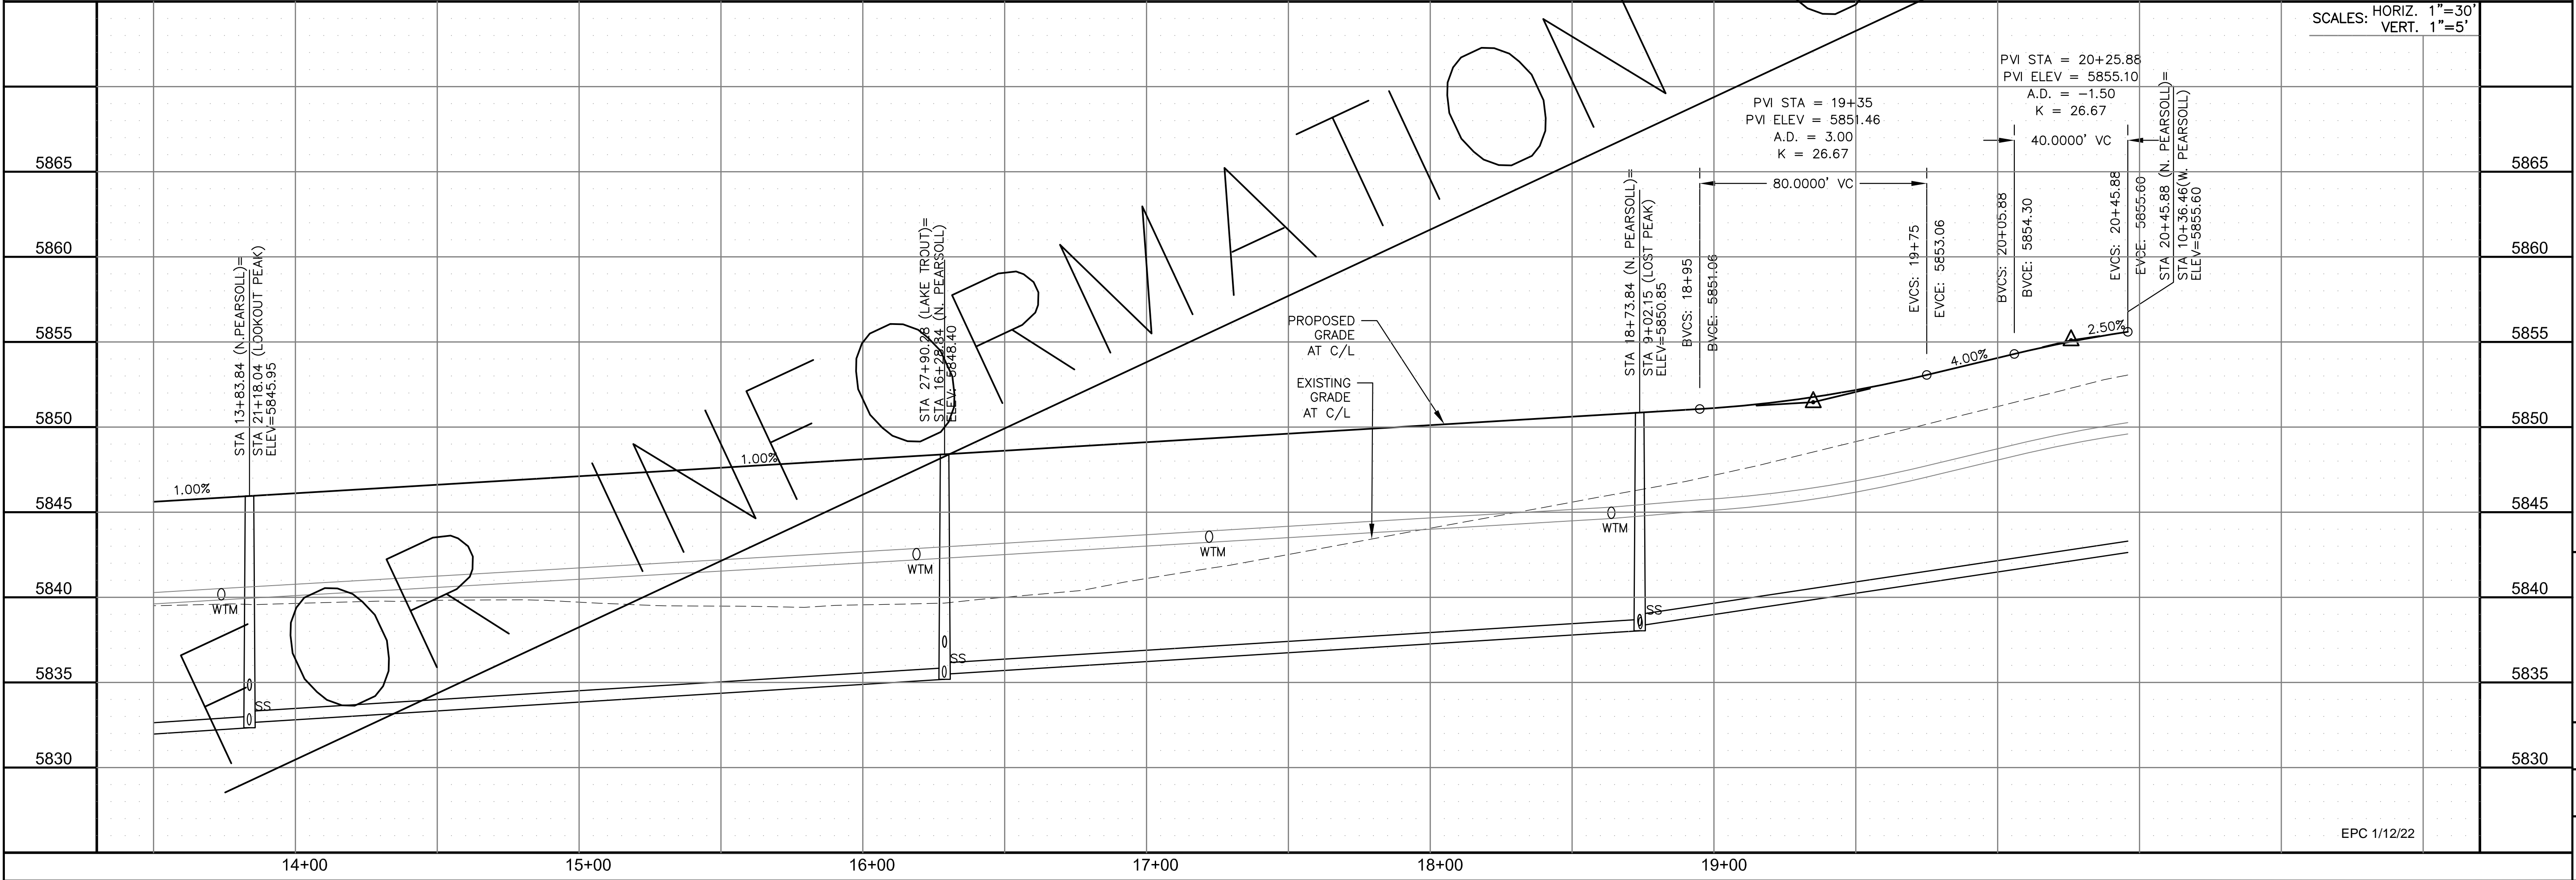 SCALES: HORIZ. 1"=30'
VERT. 1"=5'
PVI STA = 20+25.88
PVI ELEV = 5855.10
A.D. = -1.50
K = 26.67
40.0000' VC
PVI STA = 19+35
PVI ELEV = 5851.46
A.D. = 3.00
K = 26.67
80.0000' VC
5865
5860
5855
5850
5845
5840
5835
5830
5865
5860
5855
5850
5845
5840
5835
5830
STA 13+83.84 (N.PEARSOLL)=
STA 21+18.04 (LOOKOUT PEAK)
ELEV=5845.95
STA 27+90.28 (LAKE TROUT)=
STA 16+28.84 (N. PEARSOLL)
ELEV= 5848.40
STA 18+73.84 (N. PEARSOLL)=
STA 9+02.15 (LOST PEAK)
ELEV=5850.85
BVCS: 18+95
BVCE: 5851.06
EVCS: 19+75
EVCE: 5853.06
BVCS: 20+05.88
BVCE: 5854.30
EVCS: 20+45.88
EVCE: 5855.60
STA 20+45.88 (N. PEARSOLL)=
STA 10+36.46(W. PEARSOLL)
ELEV=5855.60
PROPOSED
GRADE
AT C/L
EXISTING
GRADE
AT C/L
1.00%
1.00%
4.00%
2.50%
WTM
WTM
WTM
WTM
SS
SS
SS
FOR INFORMATION
EPC 1/12/22
14+00
15+00
16+00
17+00
18+00
19+00